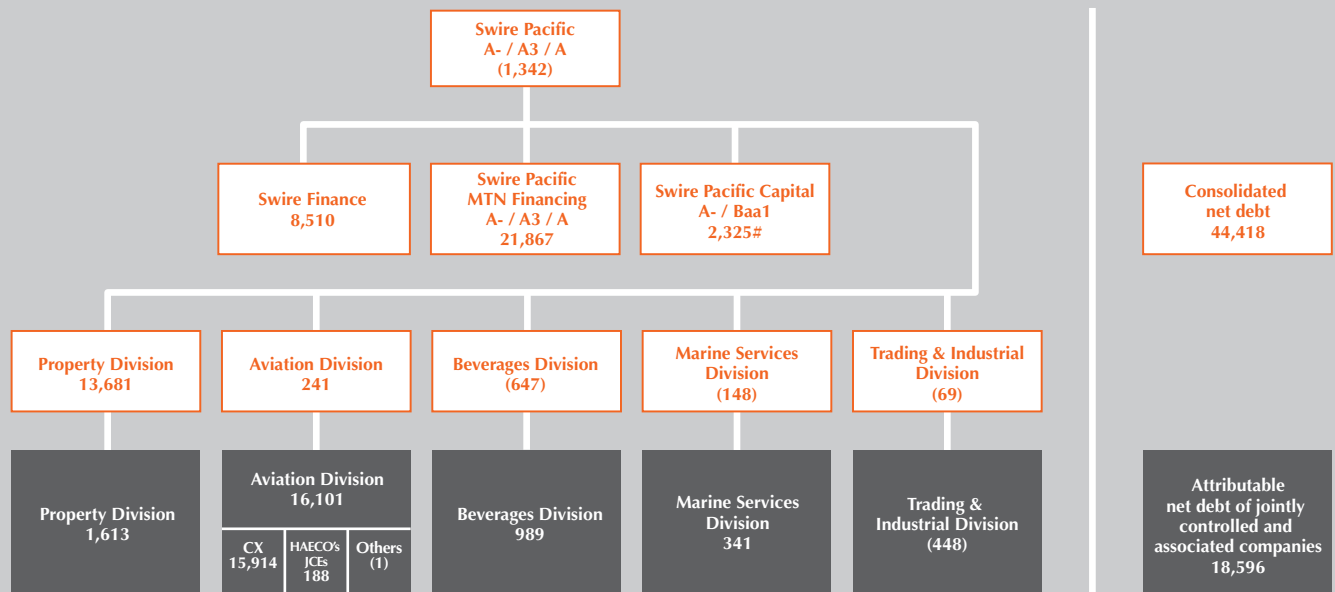 Swire Pacific
A- / A3 / A
(1,342)
Swire Finance
8,510
Swire Pacific
MTN Financing
A- / A3 / A
21,867
Swire Pacific Capital
A- / Baa1
2,325#
Consolidated
net debt
44,418
Property Division
13,681
Aviation Division
241
Beverages Division
(647)
Marine Services
Division
(148)
Trading & Industrial
Division
(69)
Property Division
1,613
Aviation Division
16,101
CX
15,914
HAECO's
JCEs
188
Others
(1)
Beverages Division
989
Marine Services
Division
341
Trading &
Industrial Division
(448)
Attributable
net debt of jointly
controlled and
associated companies
18,596